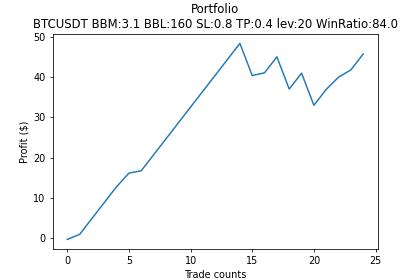 Portfolio
BTCUSDT BBM:3.1 BBL:160 SL:0.8 TP:0.4 lev:20 WinRatio:84.0
50
40
30
20
10
0
Profit ($)
0 5 10 15 20 25
Trade counts